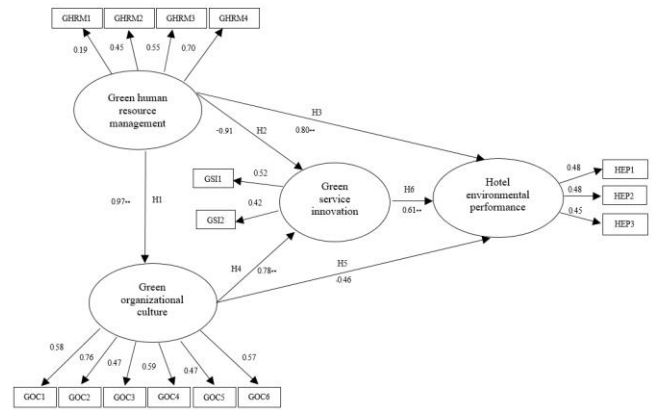 GHRM1 GHRM2 GHRM3 GHRM4
0.19 0.45 0.55 0.70
Green human
resource
management
H3
0.80**
-0.91 H2
GSI1 0.52
GSI2 0.42
Green
service
innovation
H6
0.61**
Hotel
environmental
performance
0.48 HEP1
0.48 HEP2
0.45 HEP3
0.97** H1
H4 0.78**
H5
-0.46
Green
organizational
culture
0.58 0.76 0.47 0.59 0.47 0.57
GOC1 GOC2 GOC3 GOC4 GOC5 GOC6